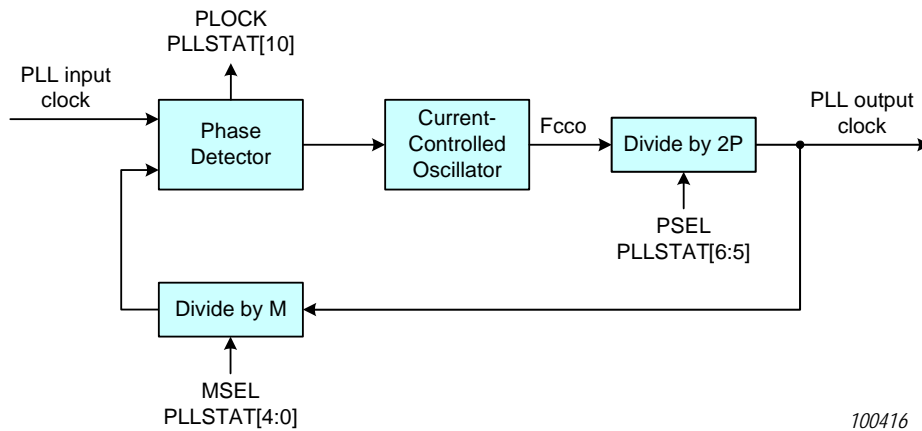 PLOCK
PLLSTAT[10]
PLL input
clock
Phase
Detector
Current-
Controlled
Oscillator
Fcco
Divide by 2P
PLL output
clock
PSEL
PLLSTAT[6:5]
Divide by M
MSEL
PLLSTAT[4:0]
100416